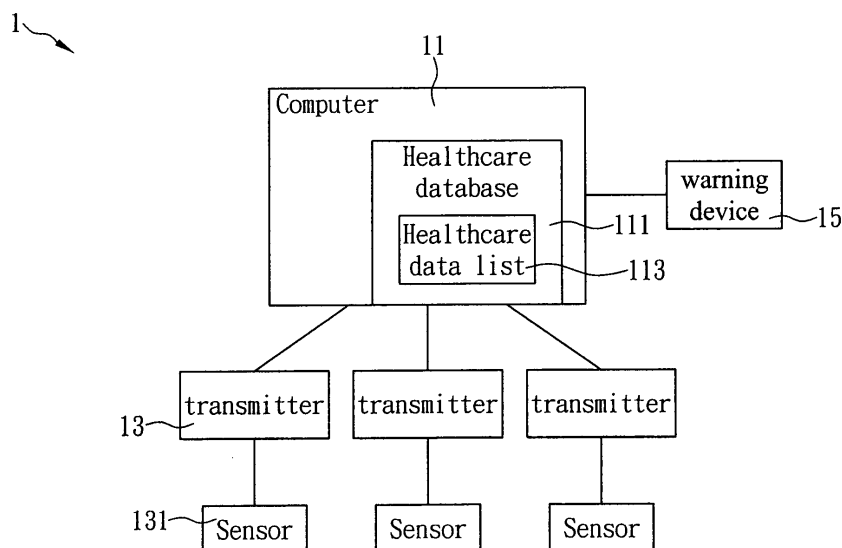 1
11
Computer
Healthcare
database
111
Healthcare
data list
113
warning
device
15
transmitter
transmitter
transmitter
13
131
Sensor
Sensor
Sensor